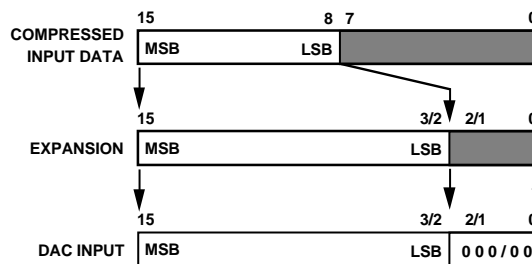 15 8 7 0
COMPRESSED
INPUT DATA
MSB LSB
15 3/2 2/1 0
EXPANSION
MSB LSB
15 3/2 2/1 0
DAC INPUT
MSB LSB 000/00